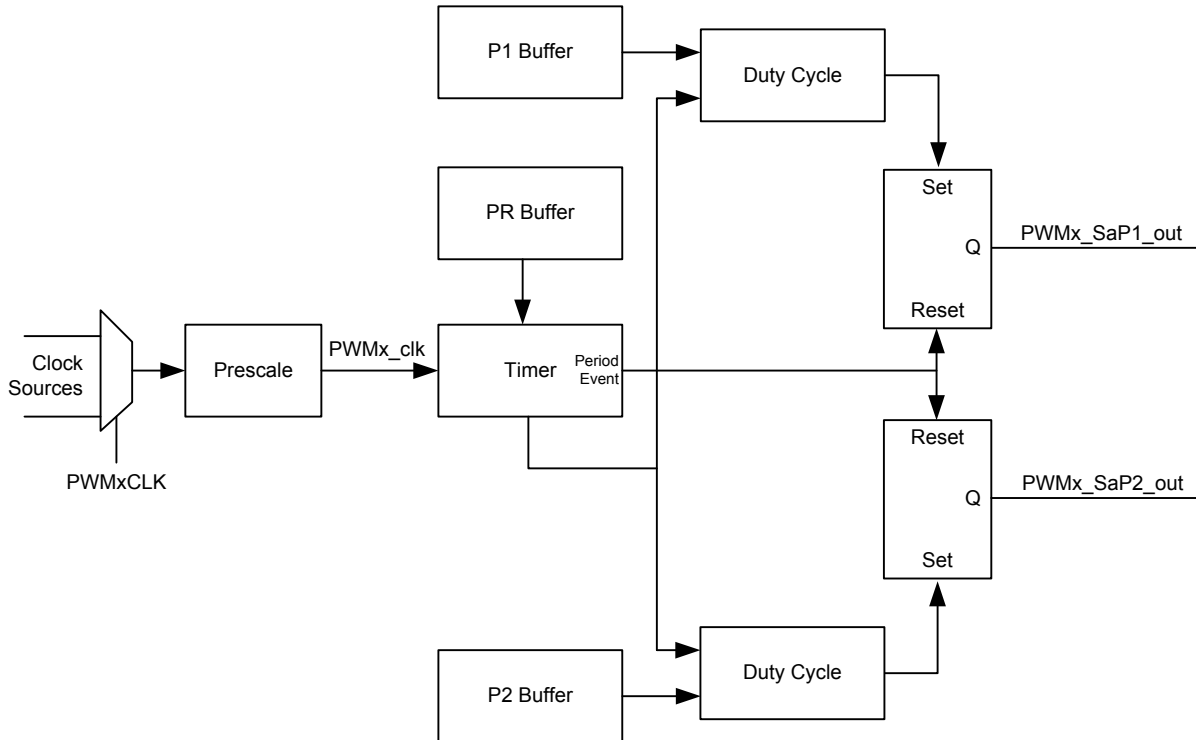 P1 Buffer
Duty Cycle
PR Buffer
Set
Q
PWMx_SaP1_out
Reset
Clock
Sources
Prescale
PWMx_clk
Timer
Period
Event
PWMxCLK
Reset
Q
PWMx_SaP2_out
Set
P2 Buffer
Duty Cycle